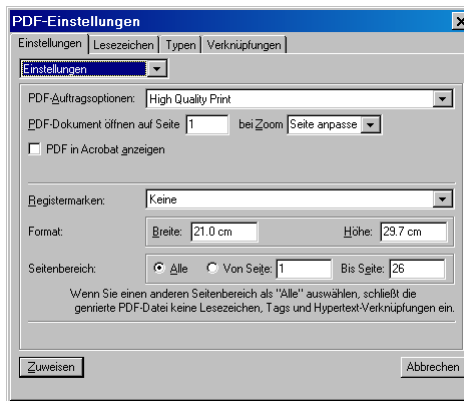 PDF-Einstellungen
Einstellungen Lesezeichen Typen Verknüpfungen
Einstellungen
PDF-Auftragsoptionen: High Quality Print
PDF-Dokument öffnen auf Seite 1 bei Zoom Seite anpasse
PDF in Acrobat anzeigen
Registermarken: Keine
Format: Breite: 21.0 cm Höhe: 29.7 cm
Seitenbereich: Alle Von Seite: 1 Bis Seite: 26
Wenn Sie einen anderen Seitenbereich als "Alle" auswählen, schließt die
genrierte PDF-Datei keine Lesezeichen, Tags und Hypertext-Verknüpfungen ein.
Zuweisen Abbrechen